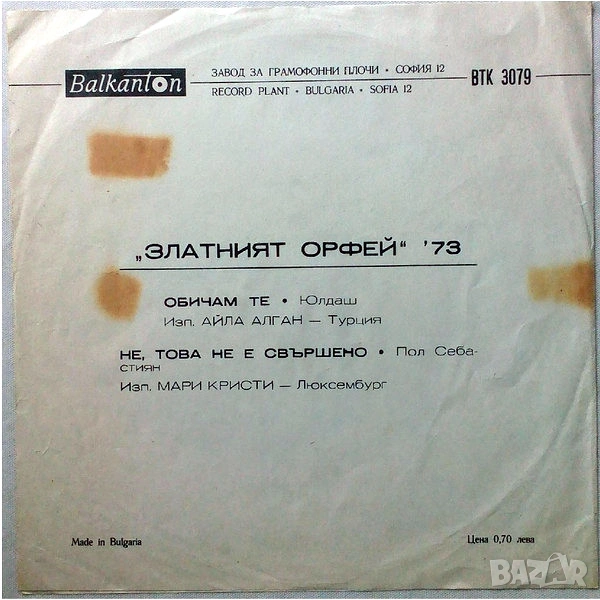 Balkanton
ЗАВОД ЗА ГРАМОФОННИ ПЛОЧИ • СОФИЯ 12
RECORD PLANT • BULGARIA • SOFIA 12
ВТК 3079
„ЗЛАТНИЯТ ОРФЕЙ“ '73
ОБИЧАМ ТЕ • Юлдаш
Изп. АЙЛА АЛГАН — Турция
НЕ, ТОВА НЕ Е СВЪРШЕНО • Пол Себа-
стиян
Изп. МАРИ КРИСТИ — Люксембург
Made in Bulgaria
Цена 0,70 лева
BAZAR